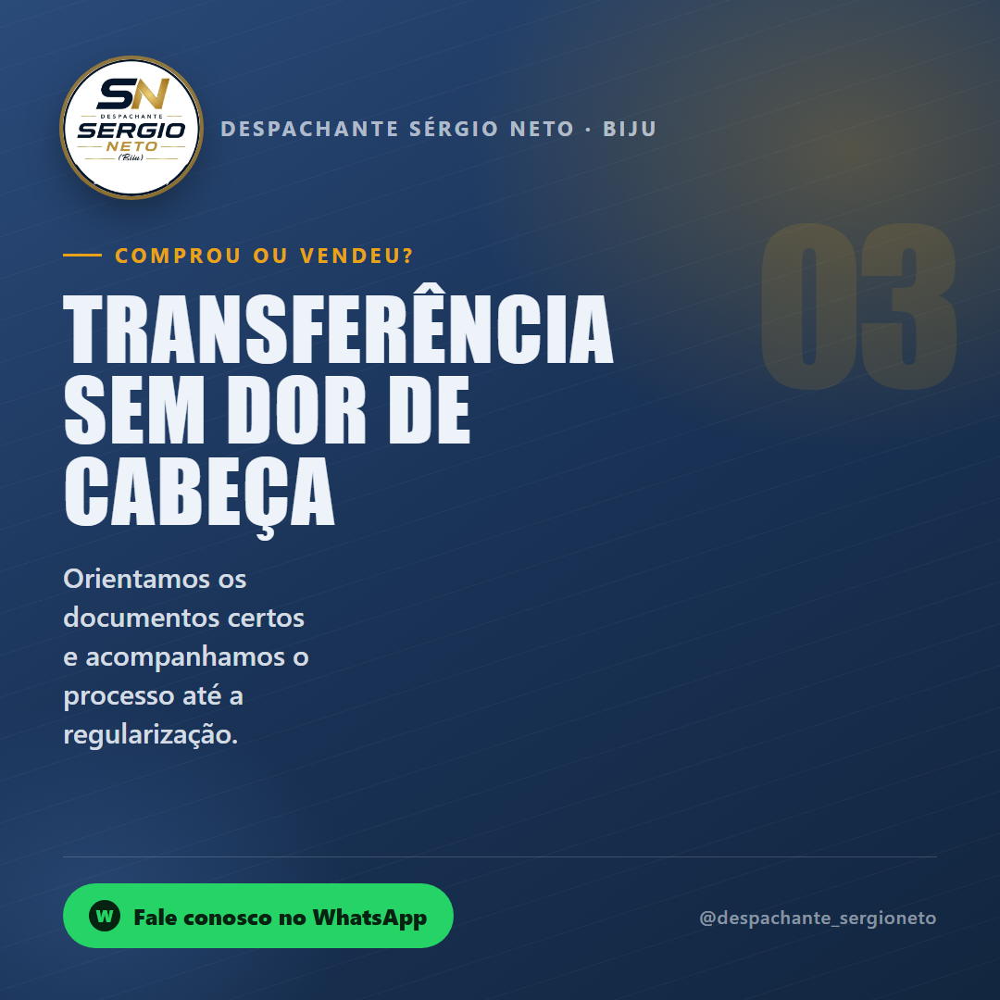 SN
DESPACHANTE
SERGIO
NETO
(Biju)
DESPACHANTE SÉRGIO NETO · BIJU
COMPROU OU VENDEU?
03
TRANSFERÊNCIA
SEM DOR DE
CABEÇA
Orientamos os
documentos certos
e acompanhamos o
processo até a
regularização.
W Fale conosco no WhatsApp
@despachante_sergioneto